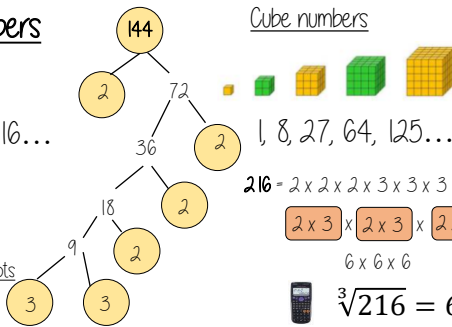 bers
16...
144
2
72
36
2
18
2
9
2
3
3
ots
Cube numbers
1, 8, 27, 64, 125...
216 = 2 x 2 x 2 x 3 x 3 x 3
2 x 3 x 2 x 3 x 2
6 x 6 x 6
∛216 = 6